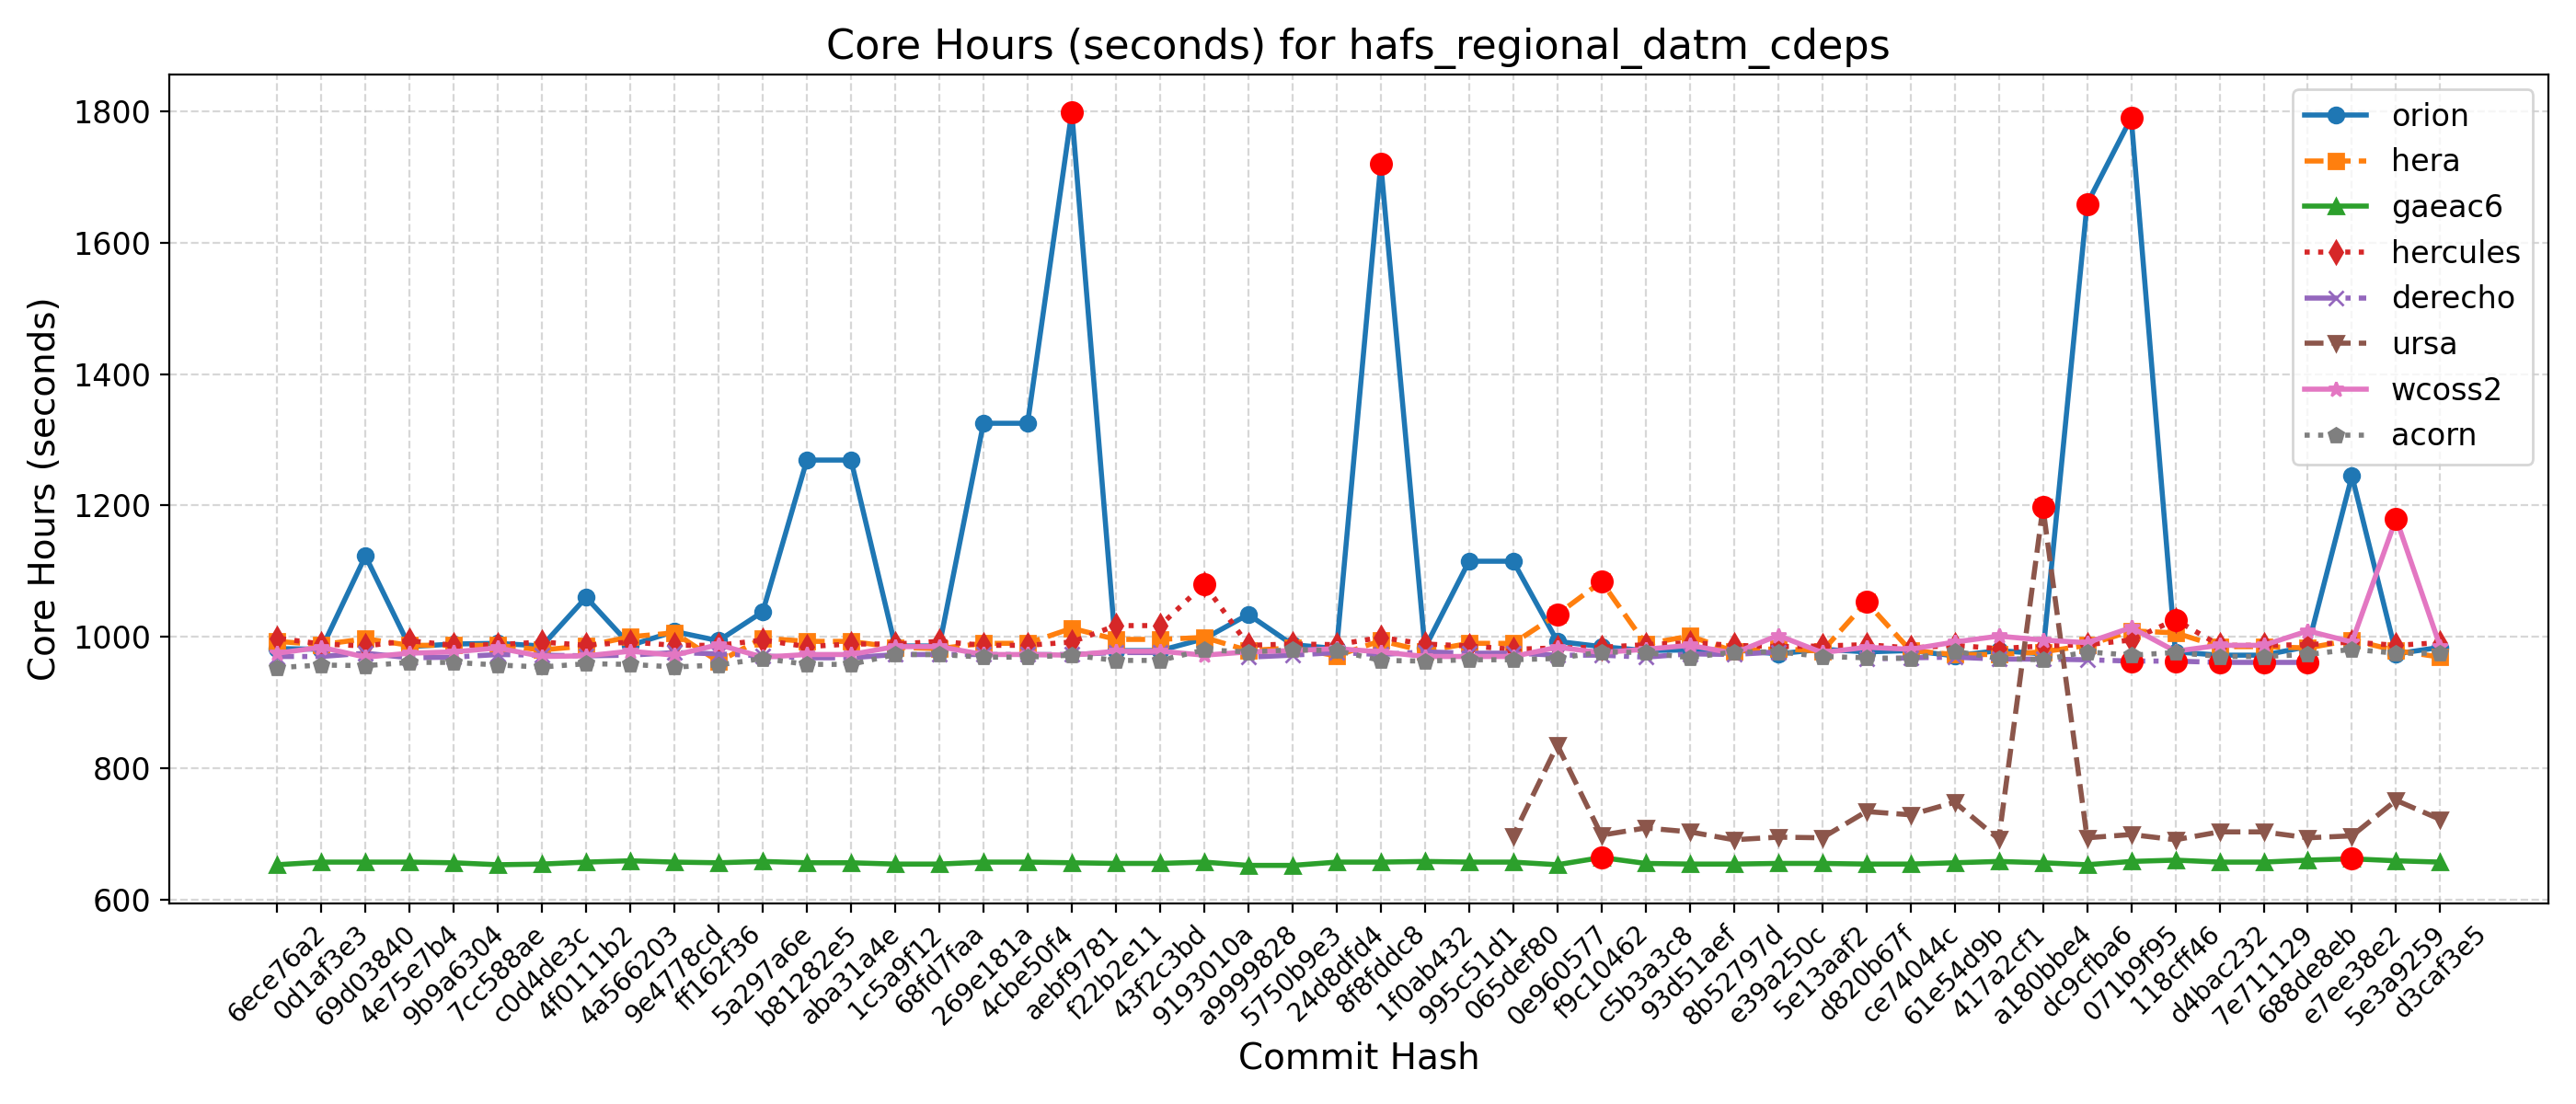 Core Hours (seconds) for hafs_regional_datm_cdeps
Core Hours (seconds)
1800
1600
1400
1200
1000
800
600
orion
hera
gaeac6
hercules
derecho
ursa
wcoss2
acorn
6ece76a2
0d1af3e3
69d03840
4e75e7b4
9b9a6304
7cc588ae
c0d4de3c
4f0111b2
4a566203
9e4778cd
ff162f36
5a297a6e
b81282e5
aba31a4e
1c5a9f12
68fd7faa
269e181a
4cbe50f4
aebf9781
f22b2e11
43f2c3bd
9193010a
a9999828
5750b9e3
24d8dfd4
8f8fddc8
1f0ab432
995c51d1
065def80
0e960577
f9c10462
c5b3a3c8
93d51aef
8b52797d
e39a250c
5e13aaf2
d820b67f
ce74044c
61e54d9b
417a2cf1
a180bbe4
dc9cfba6
071b9f95
118cff46
d4bac232
7e711129
688de8eb
e7ee38e2
5e3a9259
d3caf3e5
Commit Hash